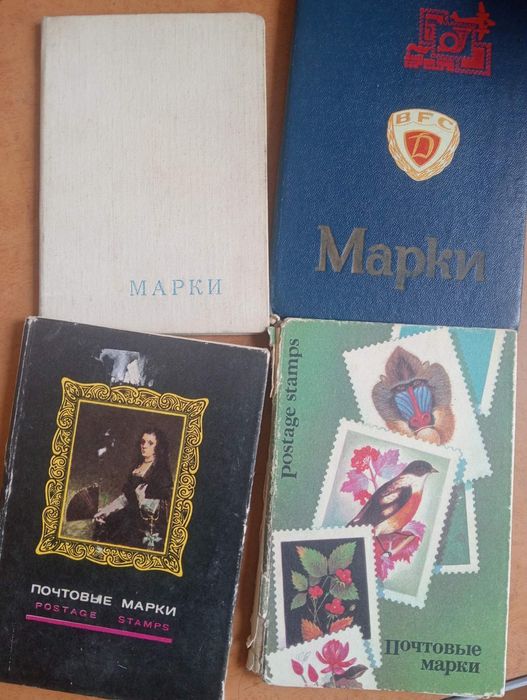 МАРКИ
BFC
D
Марки
ПОЧТОВЫЕ МАРКИ
POSTAGE STAMPS
postage stamps
Почтовые
марки